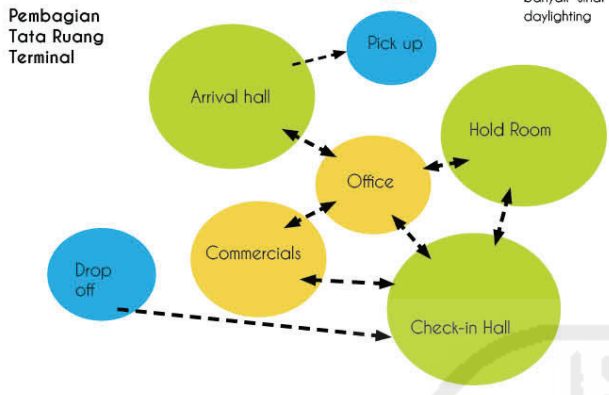 Pembagian
Tata Ruang
Terminal
daylighting
Pick up
Arrival hall
Hold Room
Office
Commercials
Drop
off
Check-in Hall